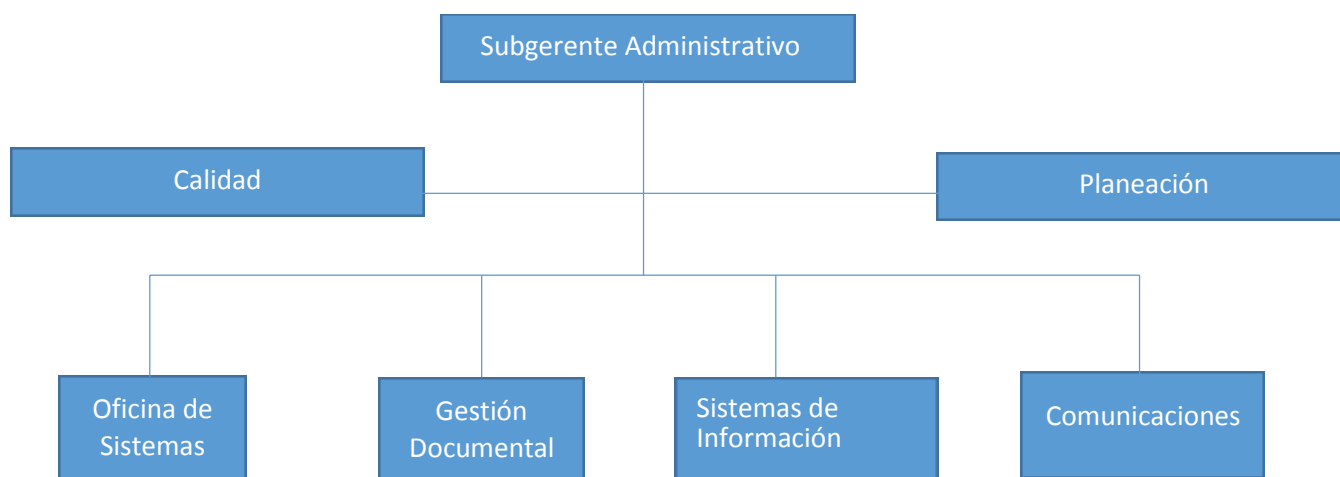 Subgerente Administrativo
Calidad
Planeación
Oficina de
Sistemas
Gestión
Documental
Sistemas de
Información
Comunicaciones